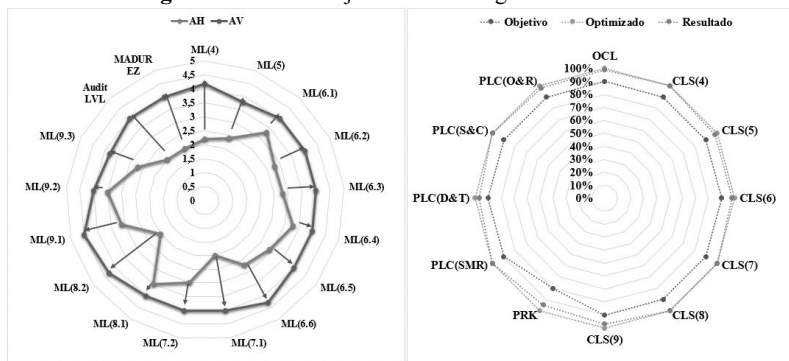 AH AV
ML(4)
ML(5)
ML(6.1)
ML(6.2)
ML(6.3)
ML(6.4)
ML(6.5)
ML(6.6)
ML(7.1)
ML(7.2)
ML(8.1)
ML(8.2)
ML(9.1)
ML(9.2)
ML(9.3)
Audit
LVL
MADUR
EZ
5
4,5
4
3,5
3
2,5
2
1,5
1
0,5
0
Objetivo Optimizado Resultado
OCL
CLS(4)
CLS(5)
CLS(6)
CLS(7)
CLS(8)
CLS(9)
PRK
PLC(SMR)
PLC(D&T)
PLC(S&C)
PLC(O&R)
100%
90%
80%
70%
60%
50%
40%
30%
20%
10%
0%